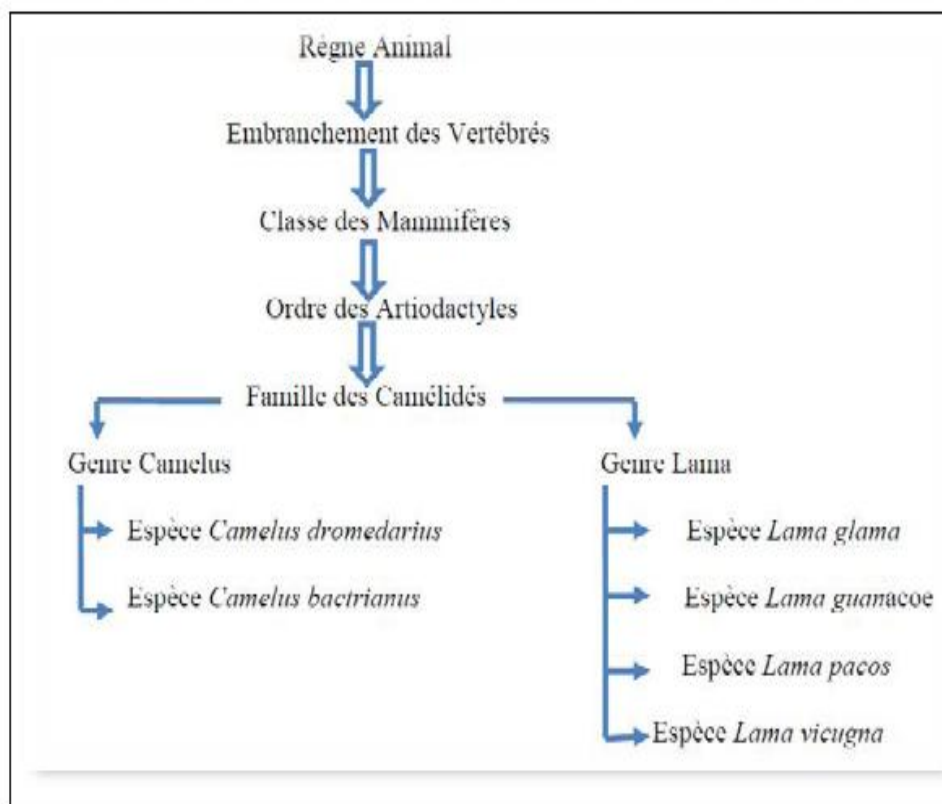 Règne Animal
Embranchement des Vertébrés
Classe des Mammifères
Ordre des Artiodactyles
Famille des Camélidés
Genre Camelus
Espèce Camelus dromedarius
Espèce Camelus bactrianus
Genre Lama
Espèce Lama glama
Espèce Lama guanacoe
Espèce Lama pacos
Espèce Lama vicugna